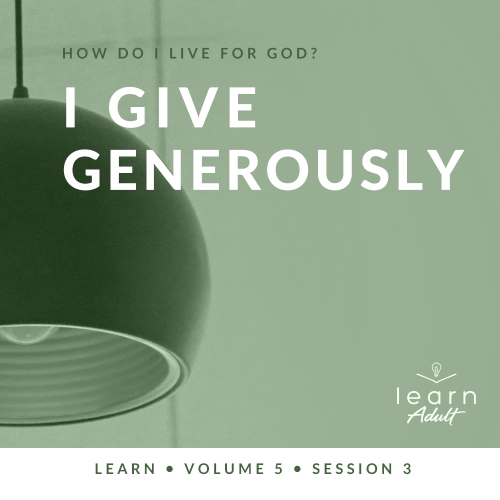 HOW DO I LIVE FOR GOD?
I GIVE
GENEROUSLY
learn
Adult
LEARN • VOLUME 5 • SESSION 3